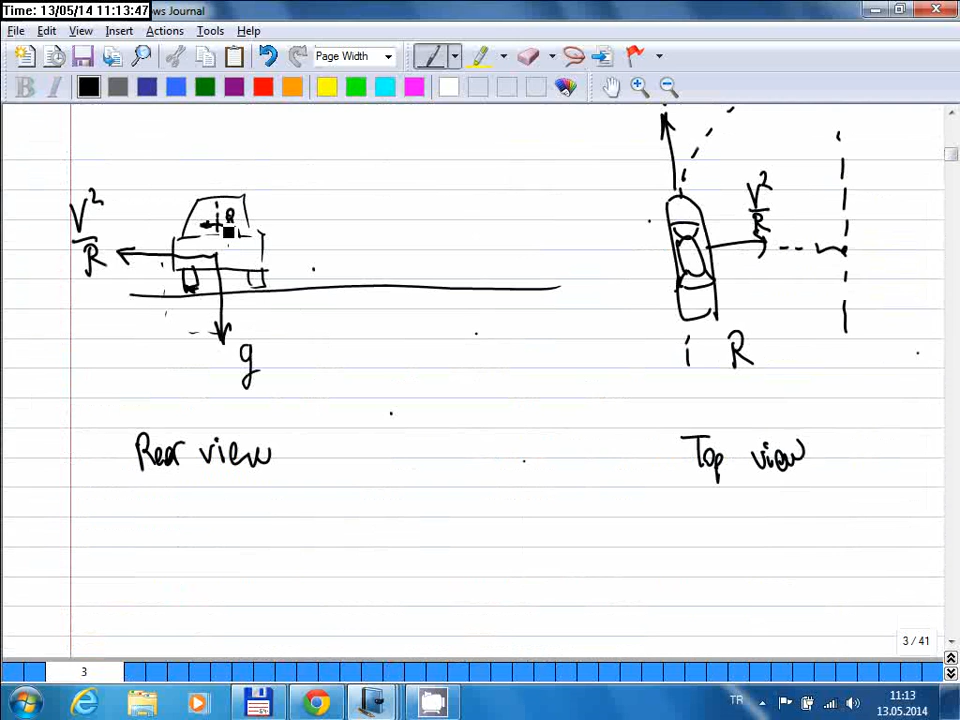 Time: 13/05/14 11:13:47
ows Journal
File Edit View Insert Actions Tools Help
Page Width
B I
V²
R
g
Rear view
V²
R
R
Top view
3 / 41
3
TR
11:13
13.05.2014